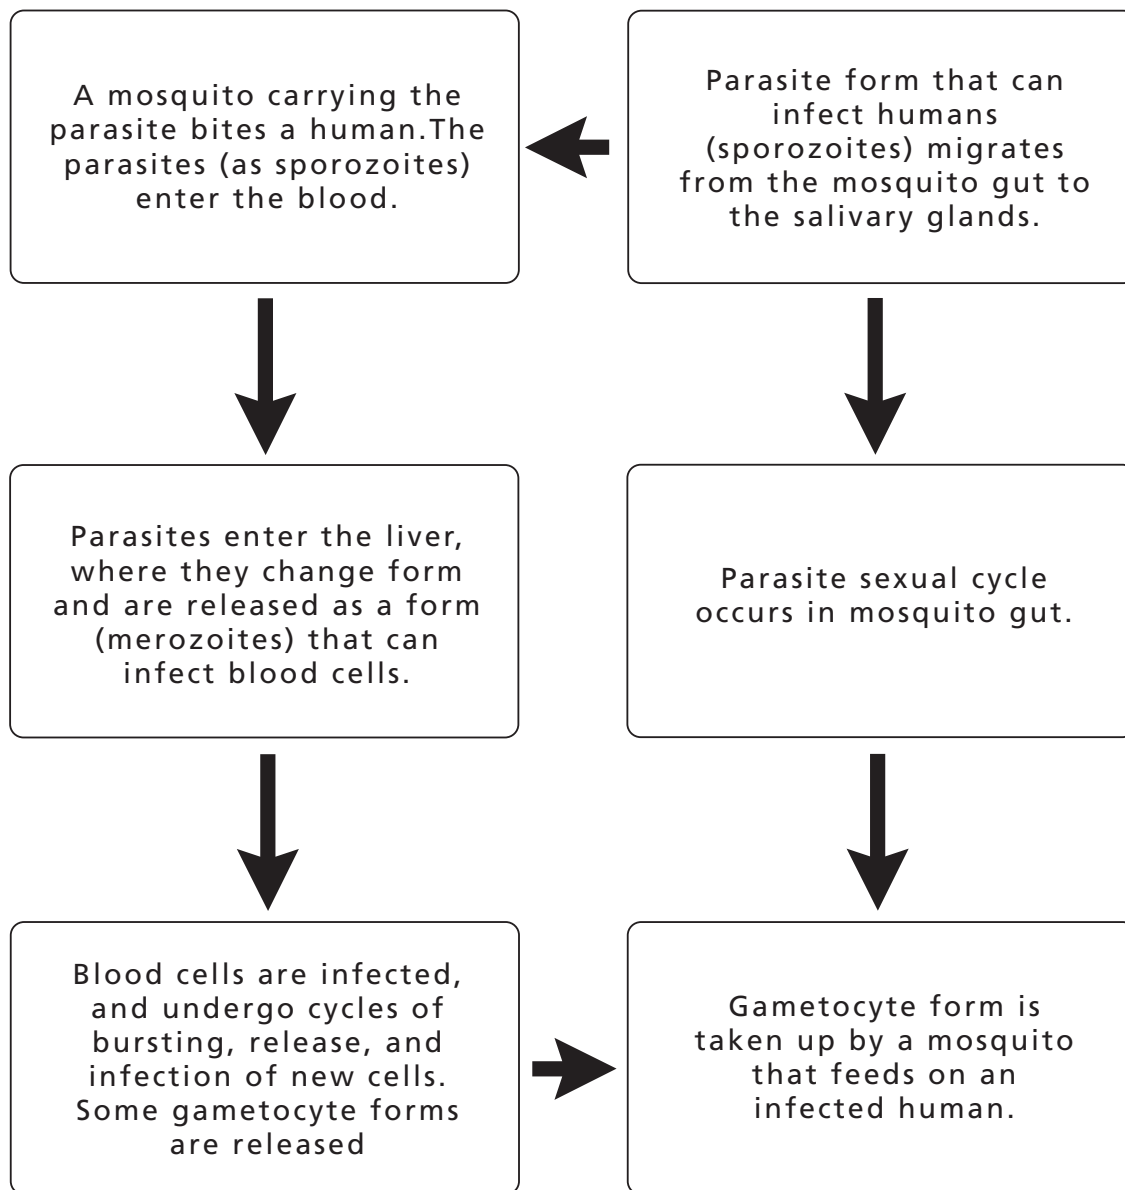 A mosquito carrying the
parasite bites a human.The
parasites (as sporozoites)
enter the blood.
Parasite form that can
infect humans
(sporozoites) migrates
from the mosquito gut to
the salivary glands.
Parasites enter the liver,
where they change form
and are released as a form
(merozoites) that can
infect blood cells.
Parasite sexual cycle
occurs in mosquito gut.
Blood cells are infected,
and undergo cycles of
bursting, release, and
infection of new cells.
Some gametocyte forms
are released
Gametocyte form is
taken up by a mosquito
that feeds on an
infected human.